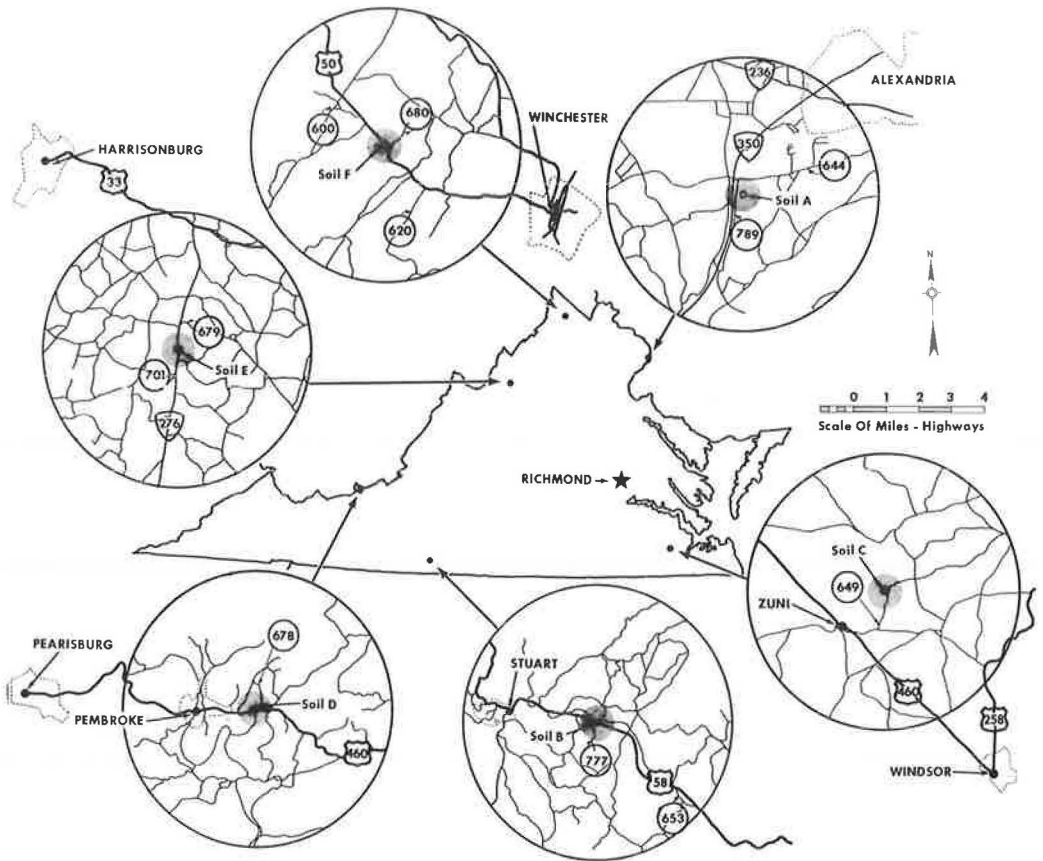 50
600
680
Soil F
620
WINCHESTER
236
ALEXANDRIA
350
644
Soil A
789
HARRISONBURG
33
679
701
Soil E
276
N
0 1 2 3 4
Scale Of Miles - Highways
RICHMOND
Soil C
649
ZUNI
460
258
WINDSOR
PEARISBURG
678
PEMBROKE
Soil D
460
STUART
Soil B
777
58
653